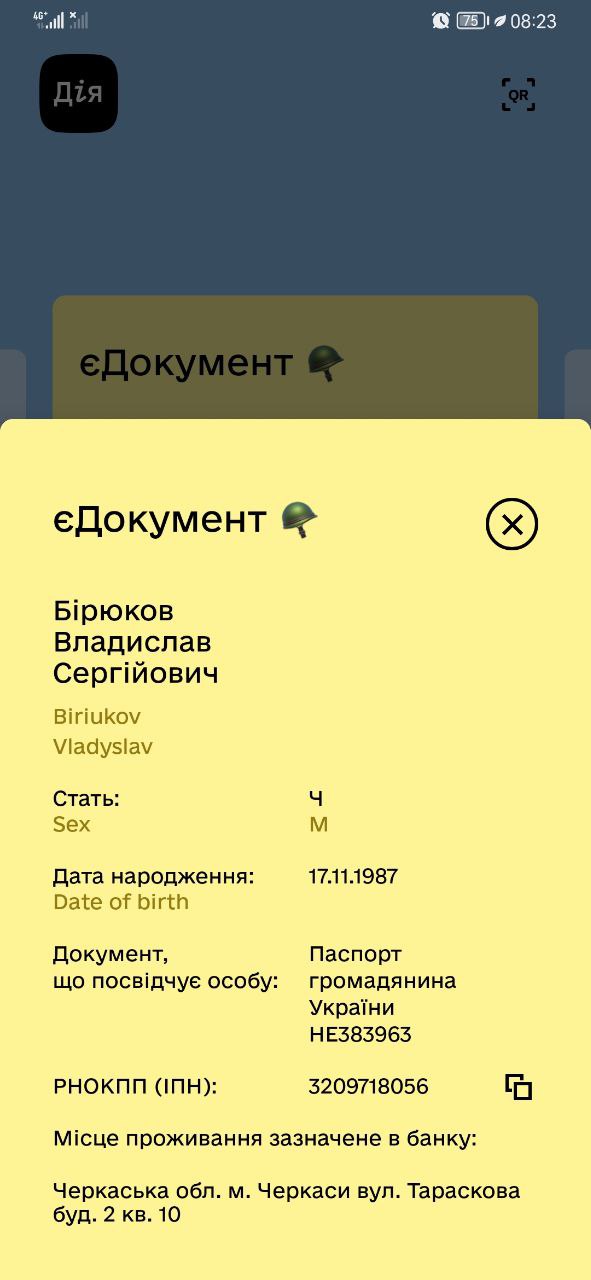 4G+
75 08:23
Дія
QR
єДокумент
єДокумент
Бірюков
Владислав
Сергійович
Biriukov
Vladyslav
Стать: Ч
Sex M
Дата народження: 17.11.1987
Date of birth
Документ, Паспорт
що посвідчує особу: громадянина
України
НЕ383963
РНОКПП (ІПН): 3209718056
Місце проживання зазначене в банку:
Черкаська обл. м. Черкаси вул. Тараскова
буд. 2 кв. 10